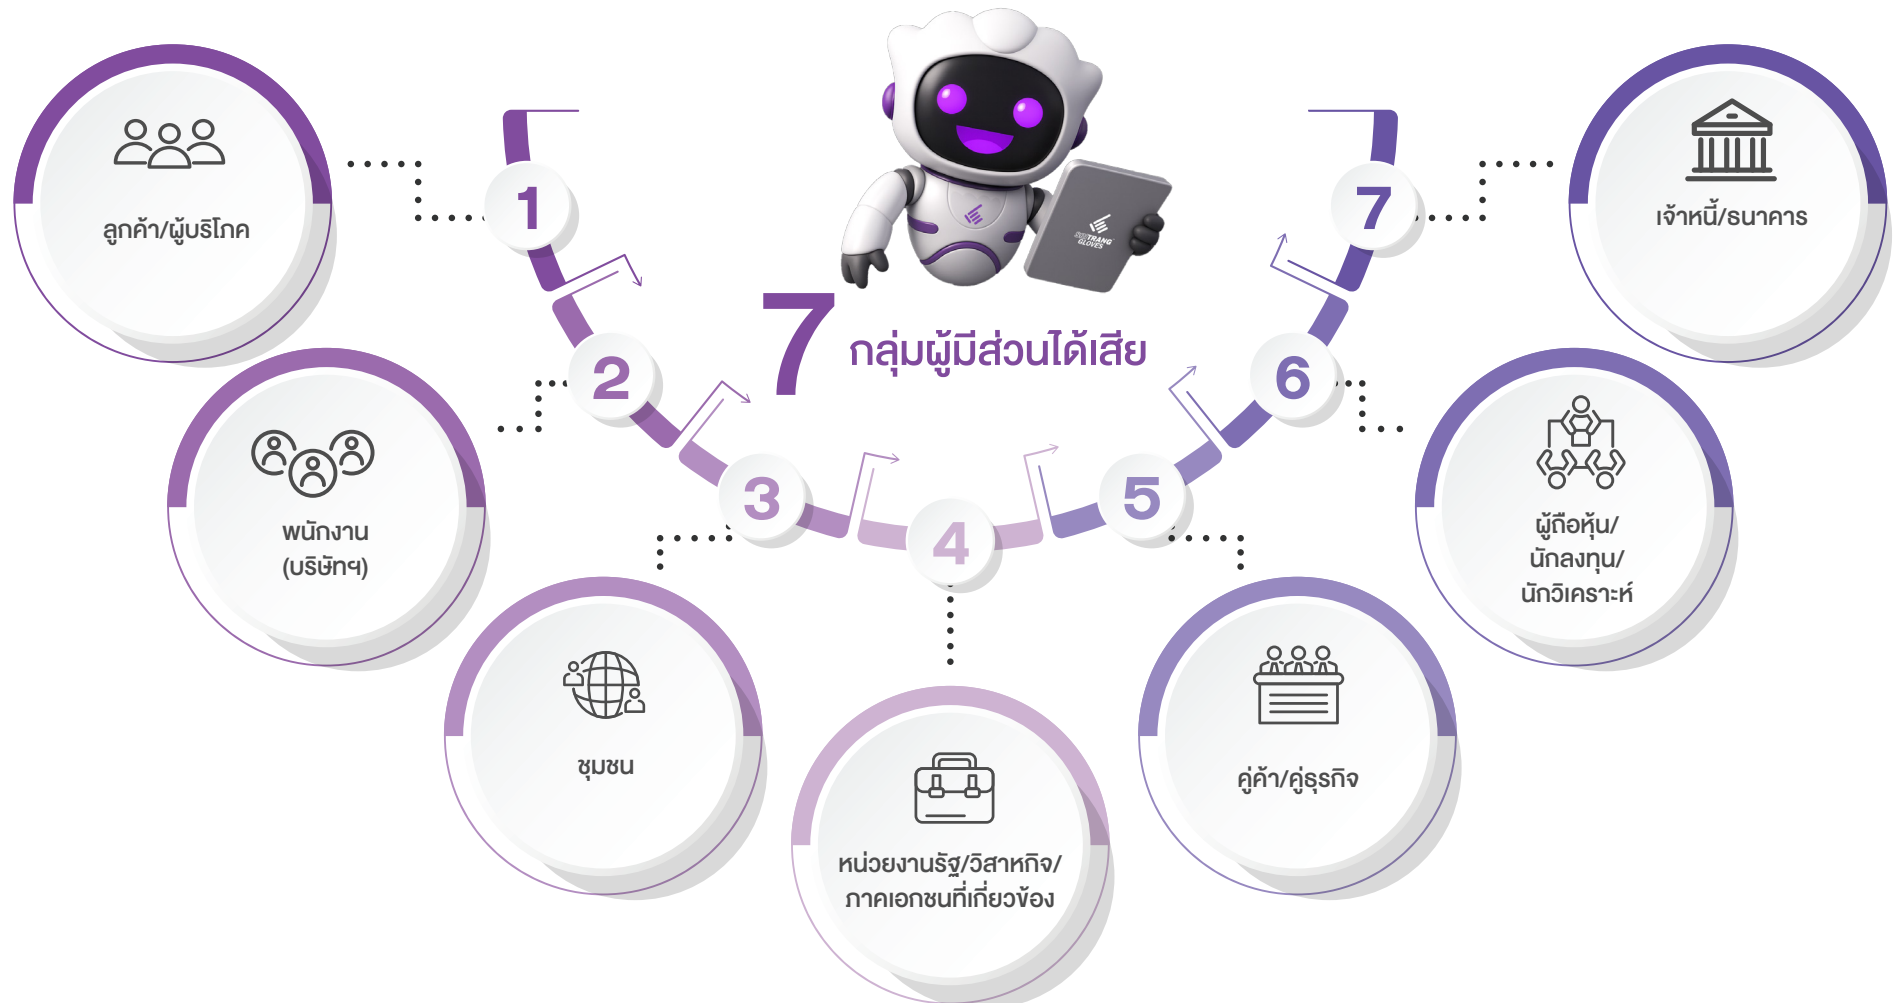 7 กลุ่มผู้มีส่วนได้เสีย
SRITRANG
GLOVES
1
ลูกค้า/ผู้บริโภค
2
พนักงาน
(บริษัทฯ)
3
ชุมชน
4
หน่วยงานรัฐ/วิสาหกิจ/
ภาคเอกชนที่เกี่ยวข้อง
5
คู่ค้า/คู่ธุรกิจ
6
ผู้ถือหุ้น/
นักลงทุน/
นักวิเคราะห์
7
เจ้าหนี้/ธนาคาร